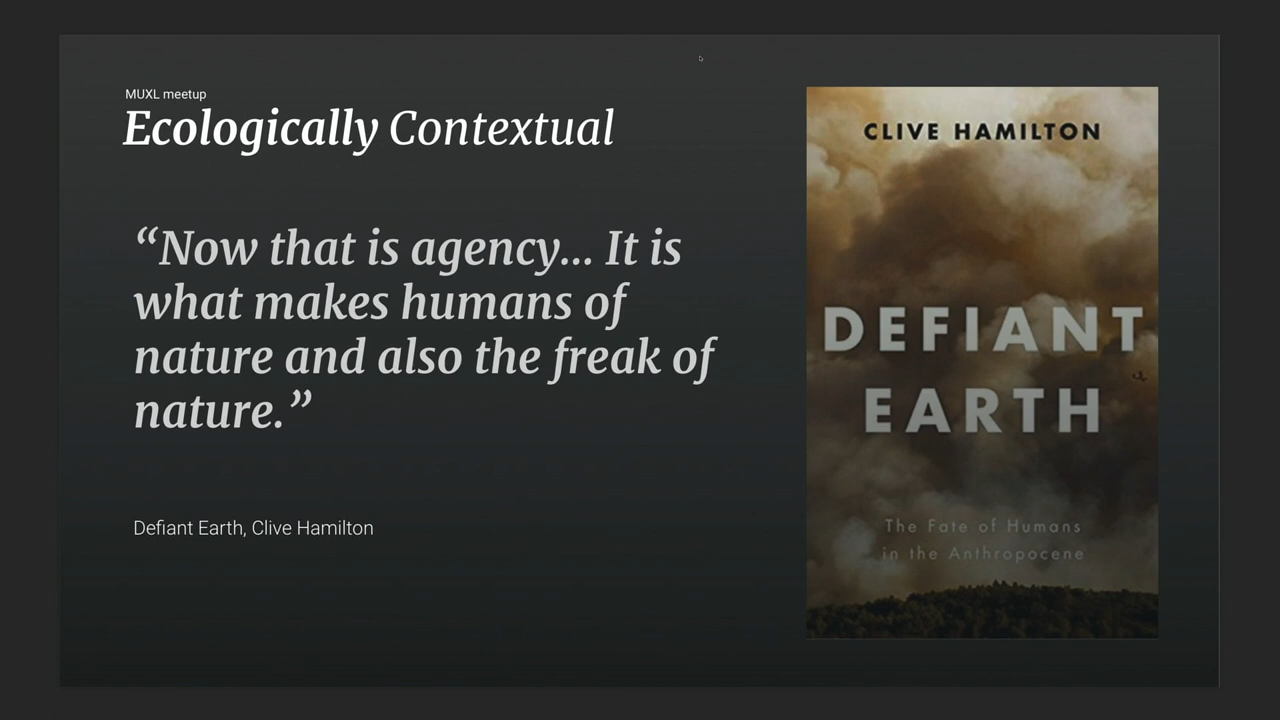 MUXL meetup
Ecologically Contextual
“Now that is agency... It is
what makes humans of
nature and also the freak of
nature.”
Defiant Earth, Clive Hamilton
CLIVE HAMILTON
DEFIANT
EARTH
The Fate of Humans
in the Anthropocene